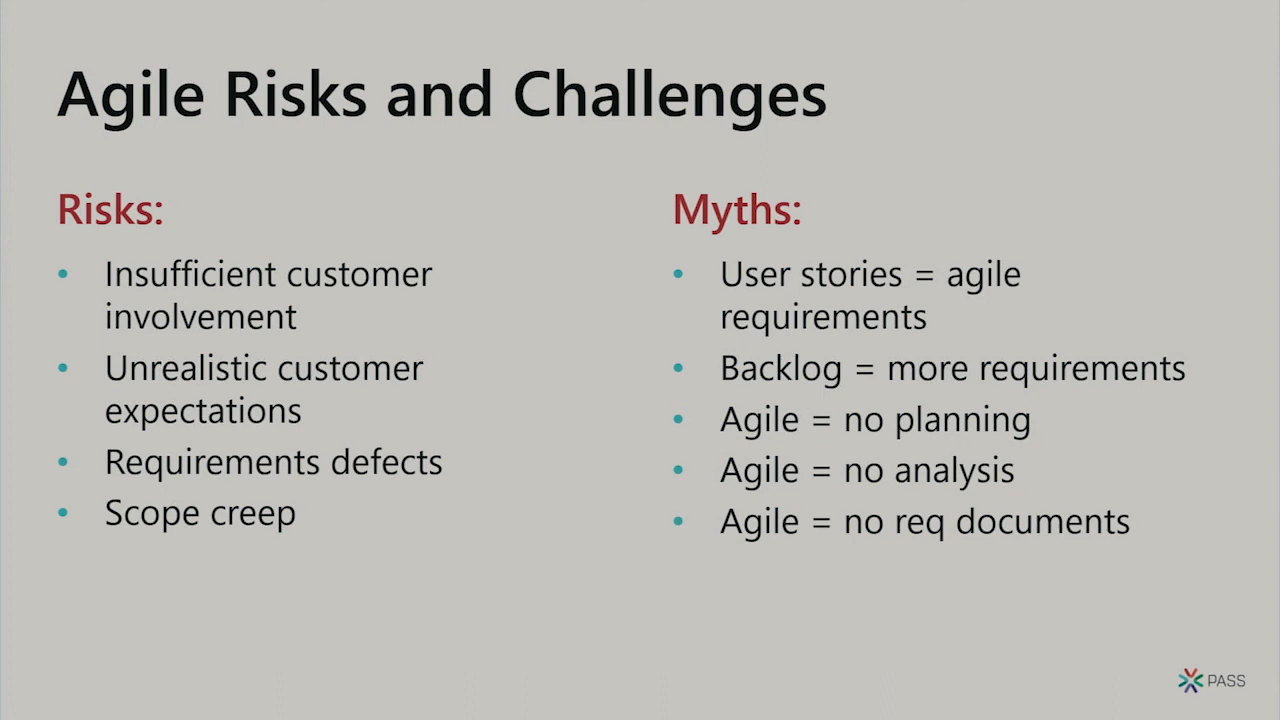 Agile Risks and Challenges
Risks:
• Insufficient customer
involvement
• Unrealistic customer
expectations
• Requirements defects
• Scope creep
Myths:
• User stories = agile
requirements
• Backlog = more requirements
• Agile = no planning
• Agile = no analysis
• Agile = no req documents
PASS